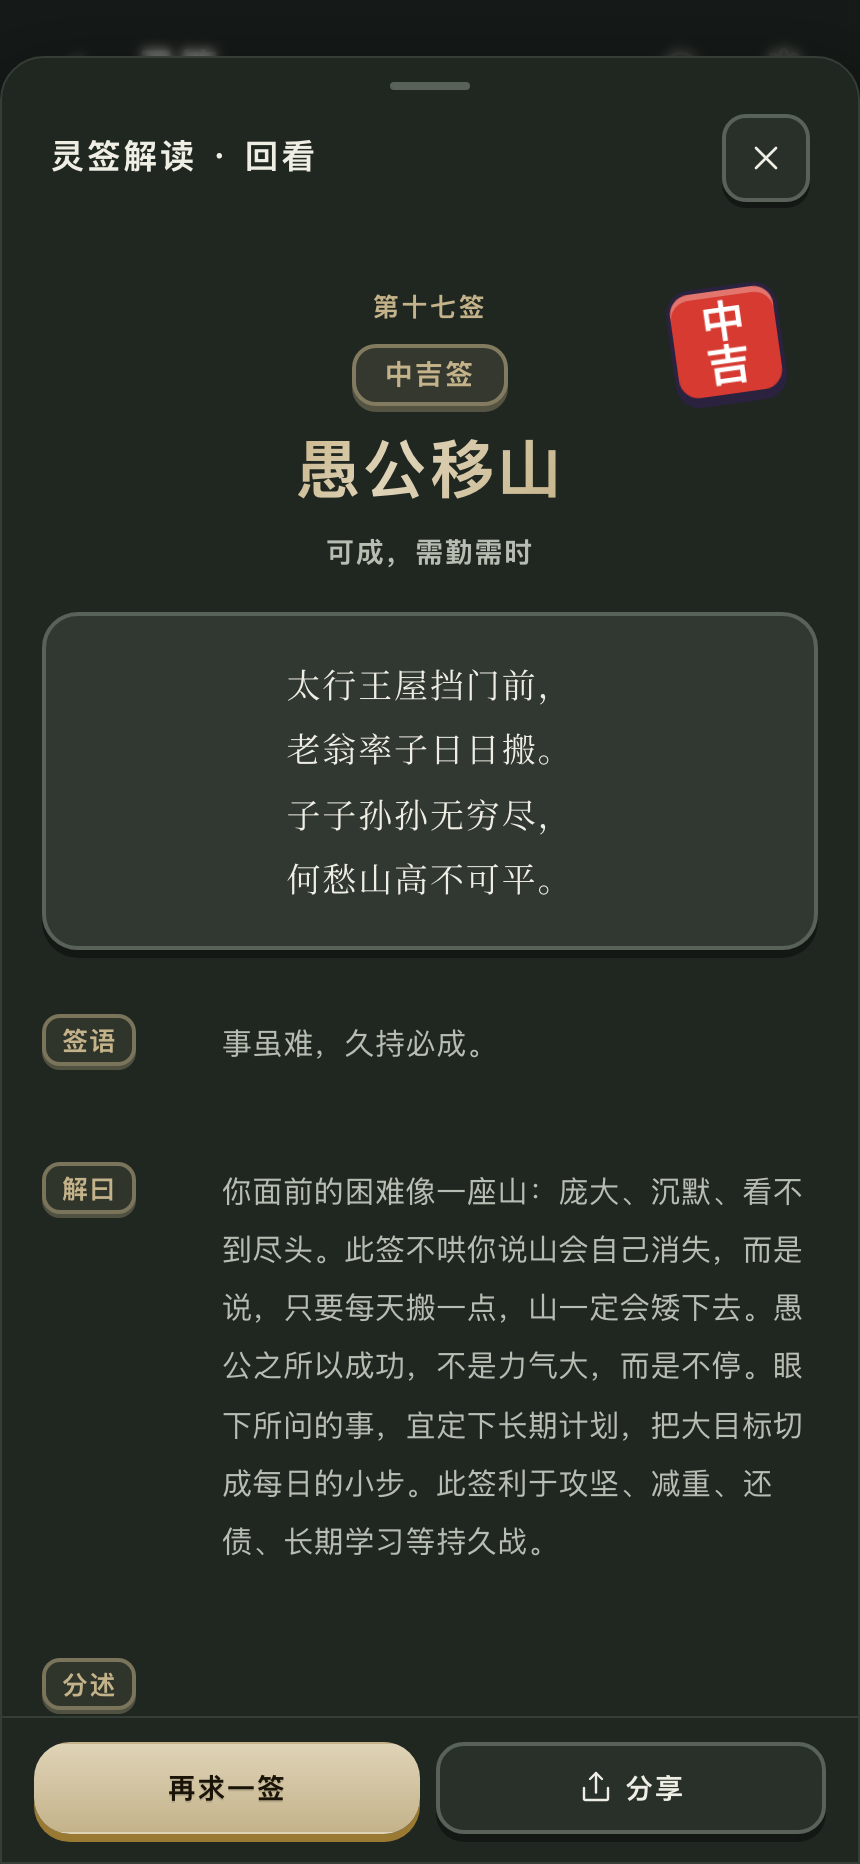 灵签解读 · 回看
第十七签
中吉签
中
吉
愚公移山
可成，需勤需时
太行王屋挡门前，
老翁率子日日搬。
子子孙孙无穷尽，
何愁山高不可平。
签语
事虽难，久持必成。
解曰
你面前的困难像一座山：庞大、沉默、看不
到尽头。此签不哄你说山会自己消失，而是
说，只要每天搬一点，山一定会矮下去。愚
公之所以成功，不是力气大，而是不停。眼
下所问的事，宜定下长期计划，把大目标切
成每日的小步。此签利于攻坚、减重、还
债、长期学习等持久战。
分述
再求一签
分享